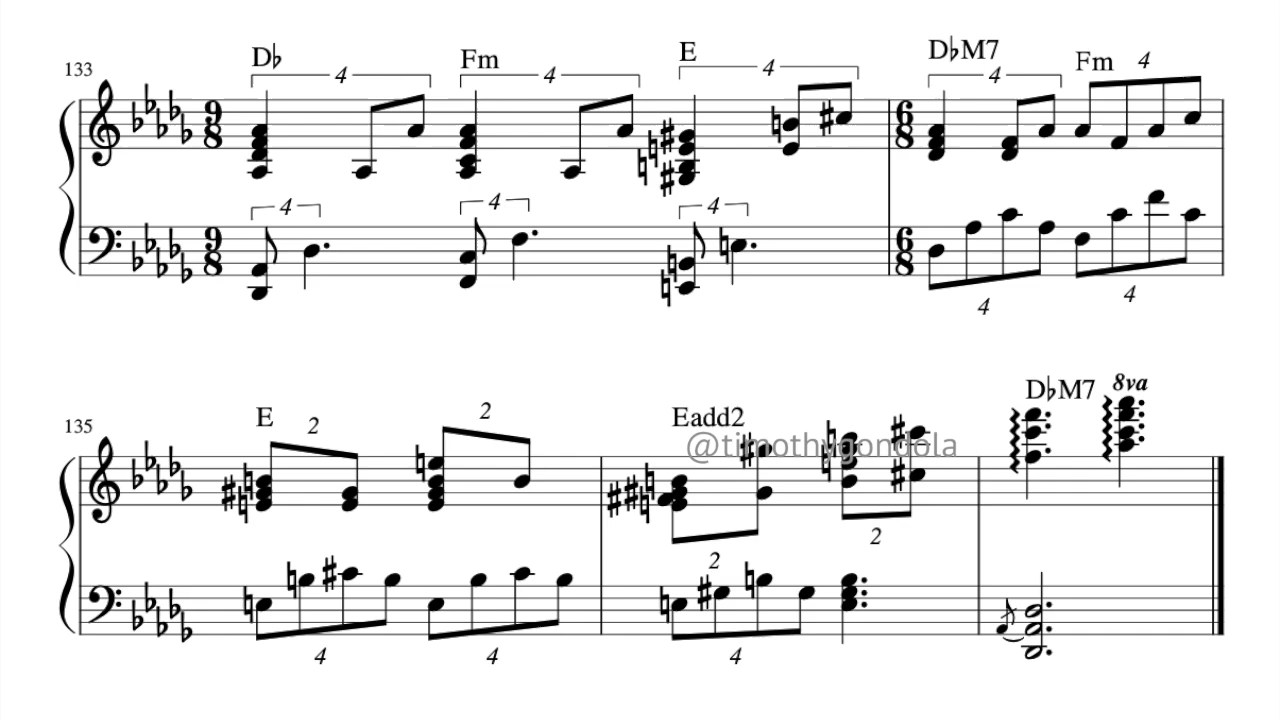 133 D♭ Fm E D♭M7 Fm
4 4 4 4 4
9 8 6 8
4 4 4
9 8 6 8
4 4
135 E Eadd2 D♭M7 8va
2 2
@timothygondola
2
2
4 4 4